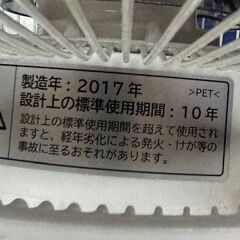 製造年：2017年
>PET<
設計上の標準使用期間：10年
設計上の標準使用期間を超えて使用され
ますと、経年劣化による発火・けが等の
事故に至るおそれがあります。